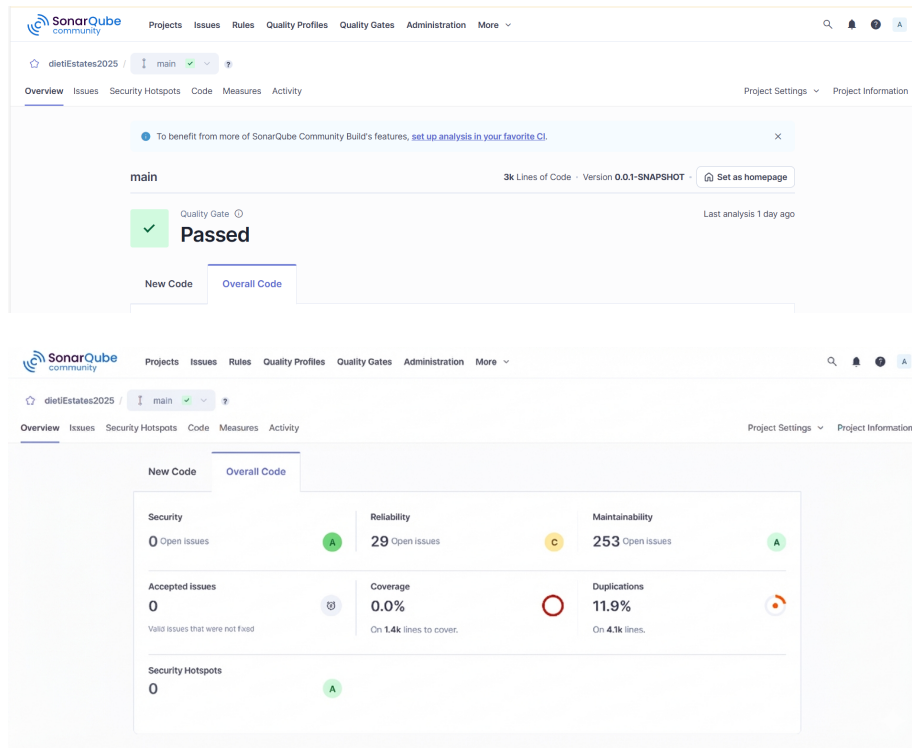 SonarQube community Projects Issues Rules Quality Profiles Quality Gates Administration More ? A
dietiEstates2025 / main ?
Overview Issues Security Hotspots Code Measures Activity Project Settings Project Information
To benefit from more of SonarQube Community Build's features, set up analysis in your favorite CI.
main 3k Lines of Code • Version 0.0.1-SNAPSHOT • Set as homepage
Quality Gate Last analysis 1 day ago
Passed
New Code Overall Code
SonarQube community Projects Issues Rules Quality Profiles Quality Gates Administration More ? A
dietiEstates2025 / main ?
Overview Issues Security Hotspots Code Measures Activity Project Settings Project Information
New Code Overall Code
Security Reliability Maintainability
0 Open issues A 29 Open issues C 253 Open issues A
Accepted issues Coverage Duplications
0 0.0% 11.9%
Valid issues that were not fixed On 1.4k lines to cover. On 4.1k lines.
Security Hotspots
0 A